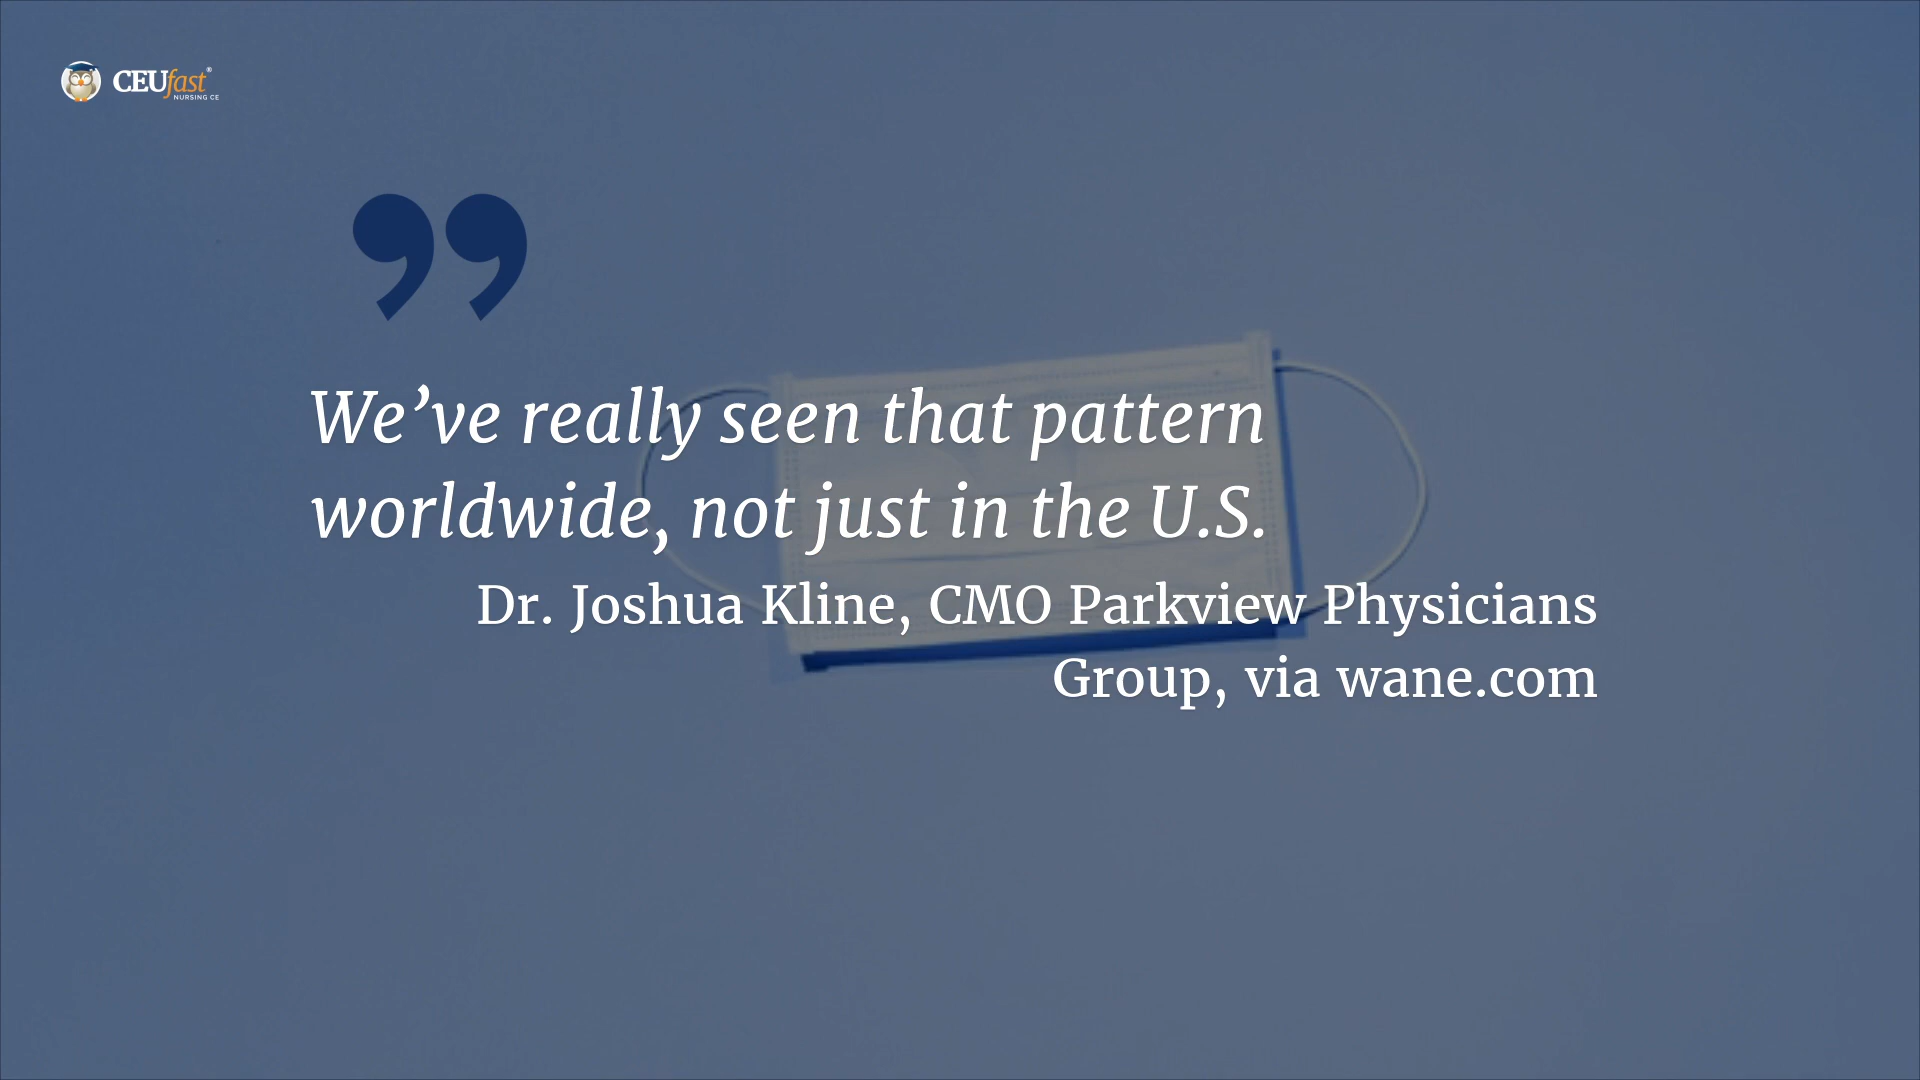 CEUfast®
NURSING CE
”
We’ve really seen that pattern
worldwide, not just in the U.S.
Dr. Joshua Kline, CMO Parkview Physicians
Group, via wane.com